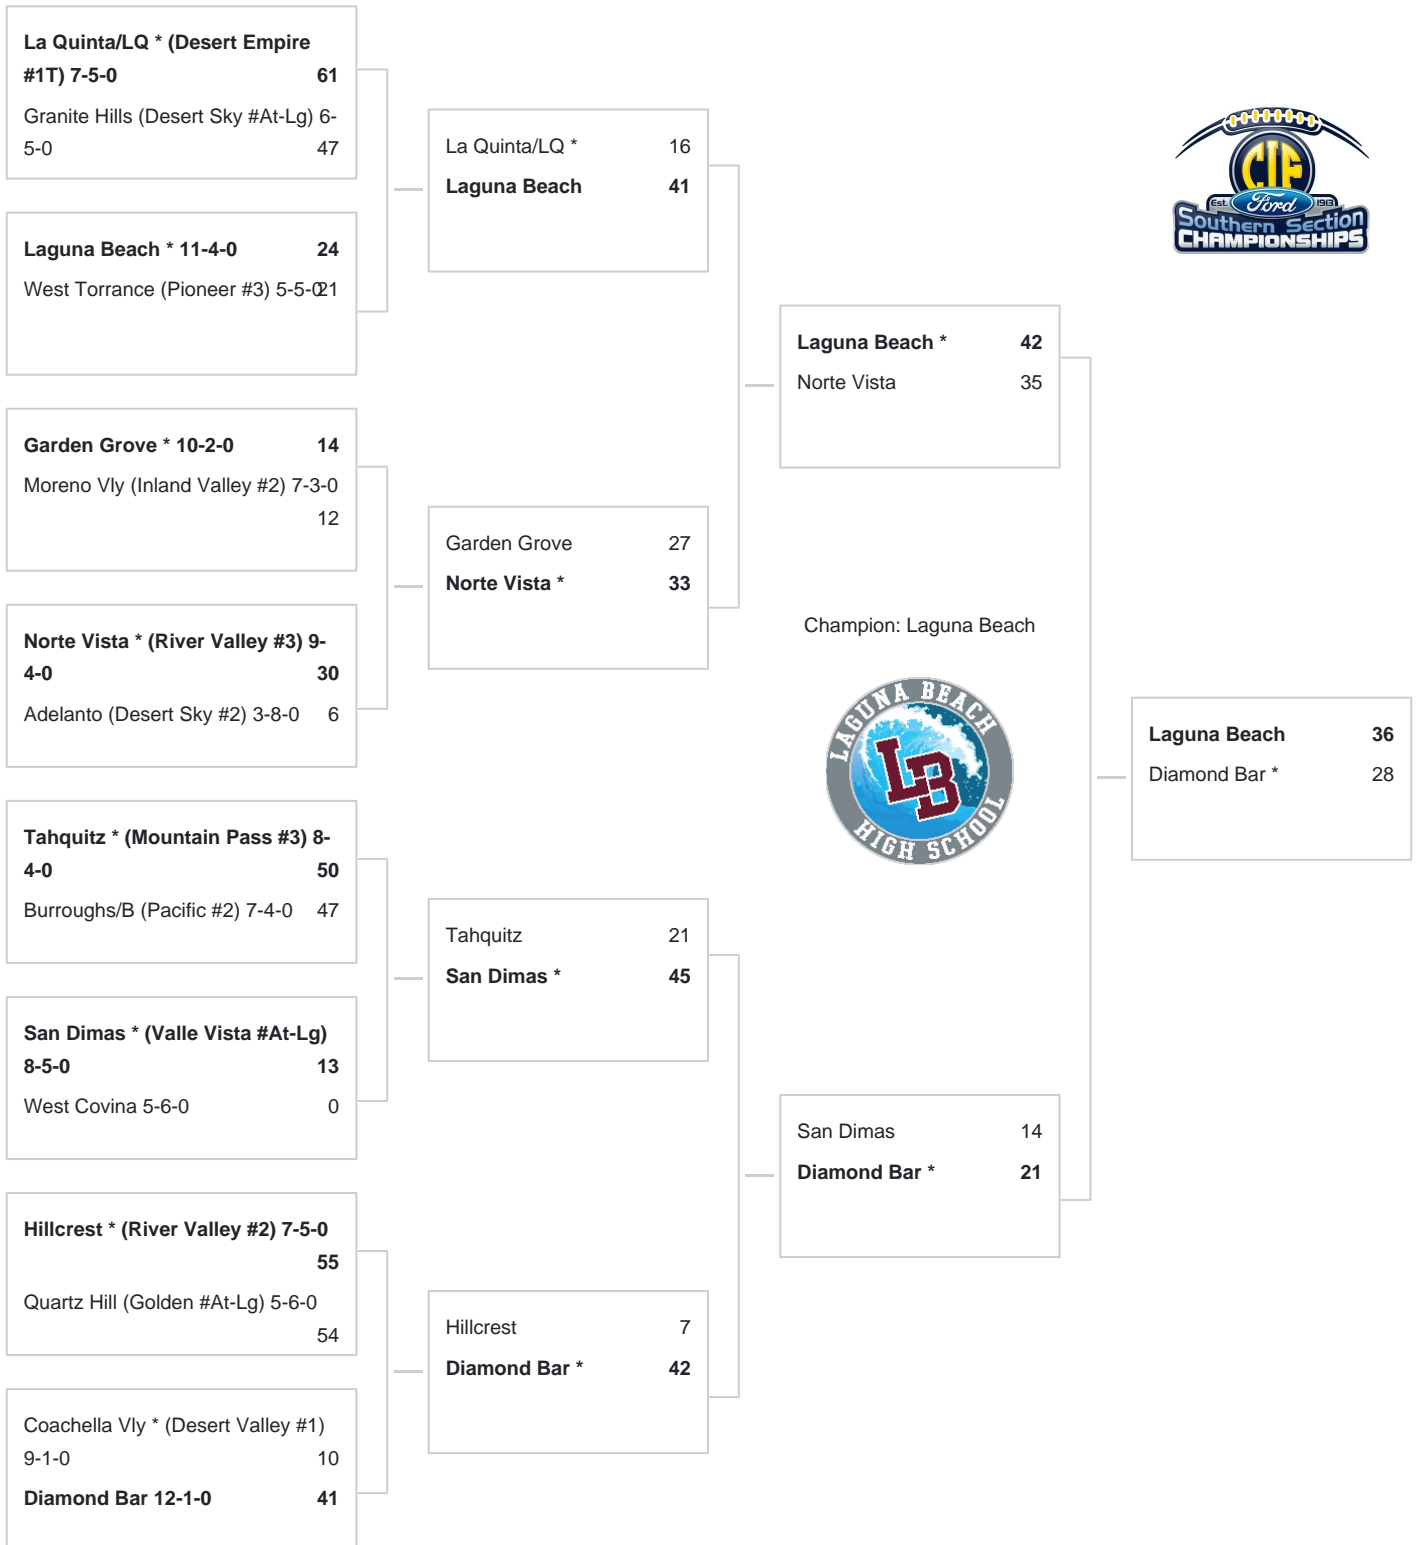 La Quinta/LQ * (Desert Empire
#1T) 7-5-0 61
Granite Hills (Desert Sky #At-Lg) 6-
5-0 47
Laguna Beach * 11-4-0 24
West Torrance (Pioneer #3) 5-5-0 21
Garden Grove * 10-2-0 14
Moreno Vly (Inland Valley #2) 7-3-0
12
Norte Vista * (River Valley #3) 9-
4-0 30
Adelanto (Desert Sky #2) 3-8-0 6
Tahquitz * (Mountain Pass #3) 8-
4-0 50
Burroughs/B (Pacific #2) 7-4-0 47
San Dimas * (Valle Vista #At-Lg)
8-5-0 13
West Covina 5-6-0 0
Hillcrest * (River Valley #2) 7-5-0
55
Quartz Hill (Golden #At-Lg) 5-6-0
54
Coachella Vly * (Desert Valley #1)
9-1-0 10
Diamond Bar 12-1-0 41
La Quinta/LQ * 16
Laguna Beach 41
Garden Grove 27
Norte Vista * 33
Tahquitz 21
San Dimas * 45
Hillcrest 7
Diamond Bar * 42
Laguna Beach * 42
Norte Vista 35
San Dimas 14
Diamond Bar * 21
Champion: Laguna Beach
LAGUNA BEACH
LB
HIGH SCHOOL
Laguna Beach 36
Diamond Bar * 28
CIF
Est. Ford 1913
Southern Section
CHAMPIONSHIPS